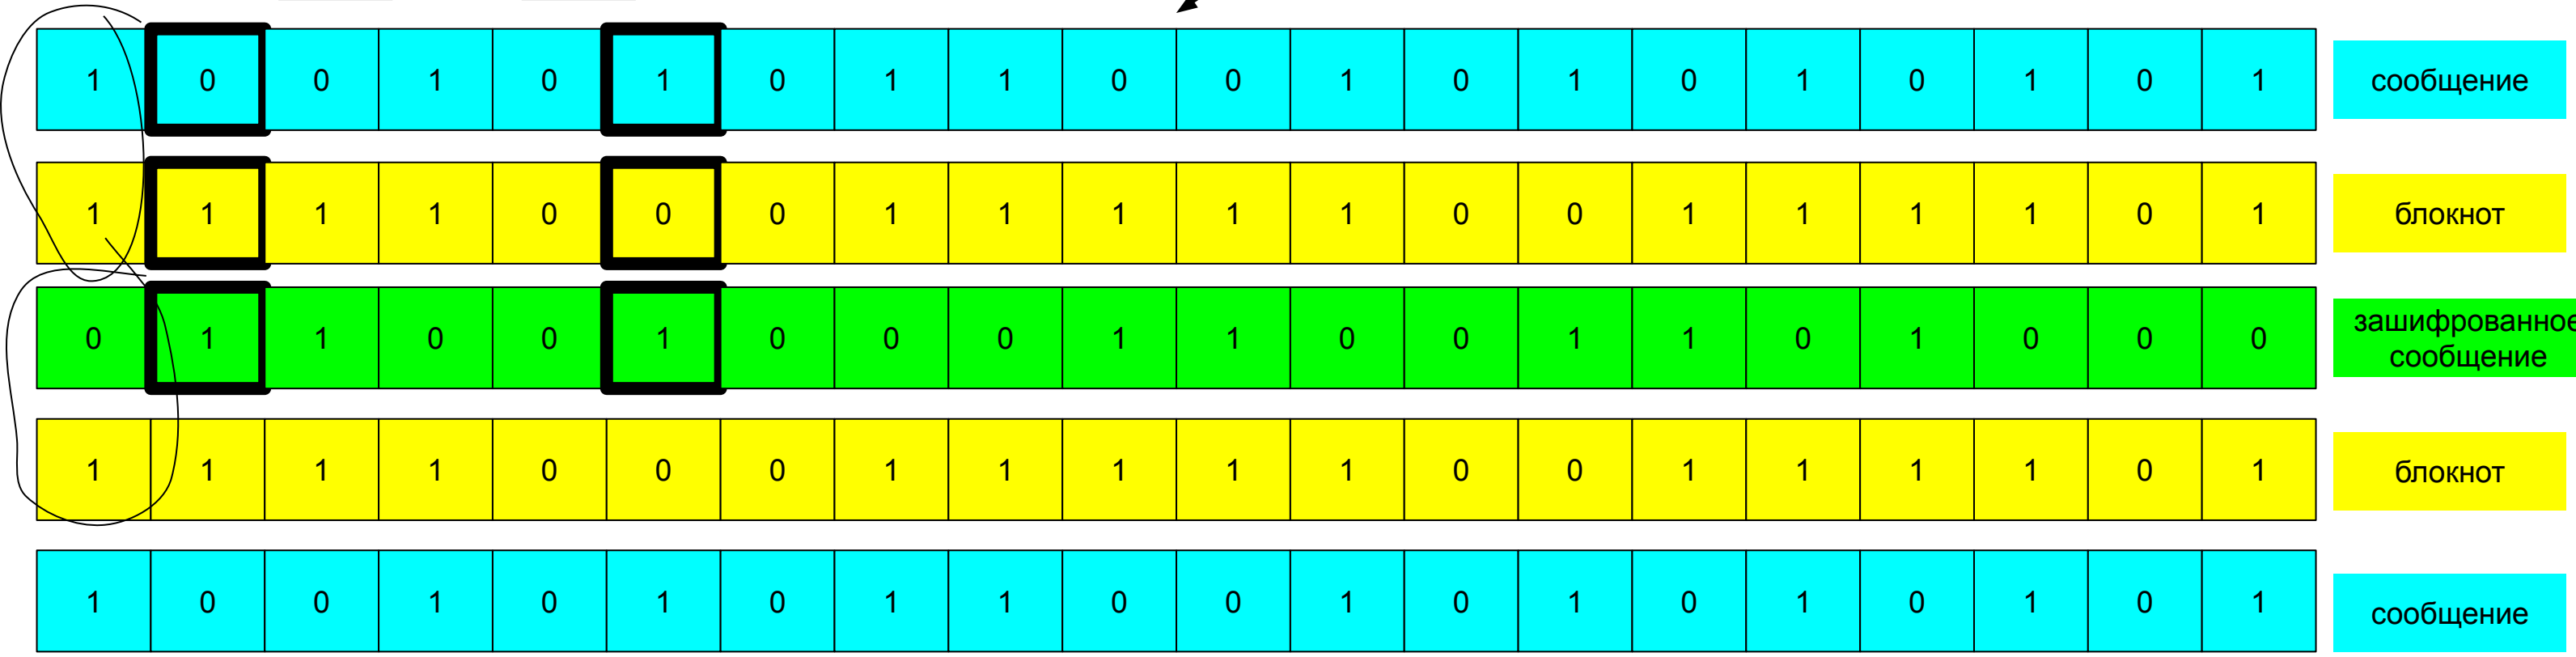 1 0 0 1 0 1 0 1 1 0 0 1 0 1 0 1 0 1 0 1 сообщение
1 1 1 1 0 0 0 1 1 1 1 1 0 0 1 1 1 1 0 1 блокнот
0 1 1 0 0 1 0 0 0 1 1 0 0 1 1 0 1 0 0 0 зашифрованное
сообщение
1 1 1 1 0 0 0 1 1 1 1 1 0 0 1 1 1 1 0 1 блокнот
1 0 0 1 0 1 0 1 1 0 0 1 0 1 0 1 0 1 0 1 сообщение